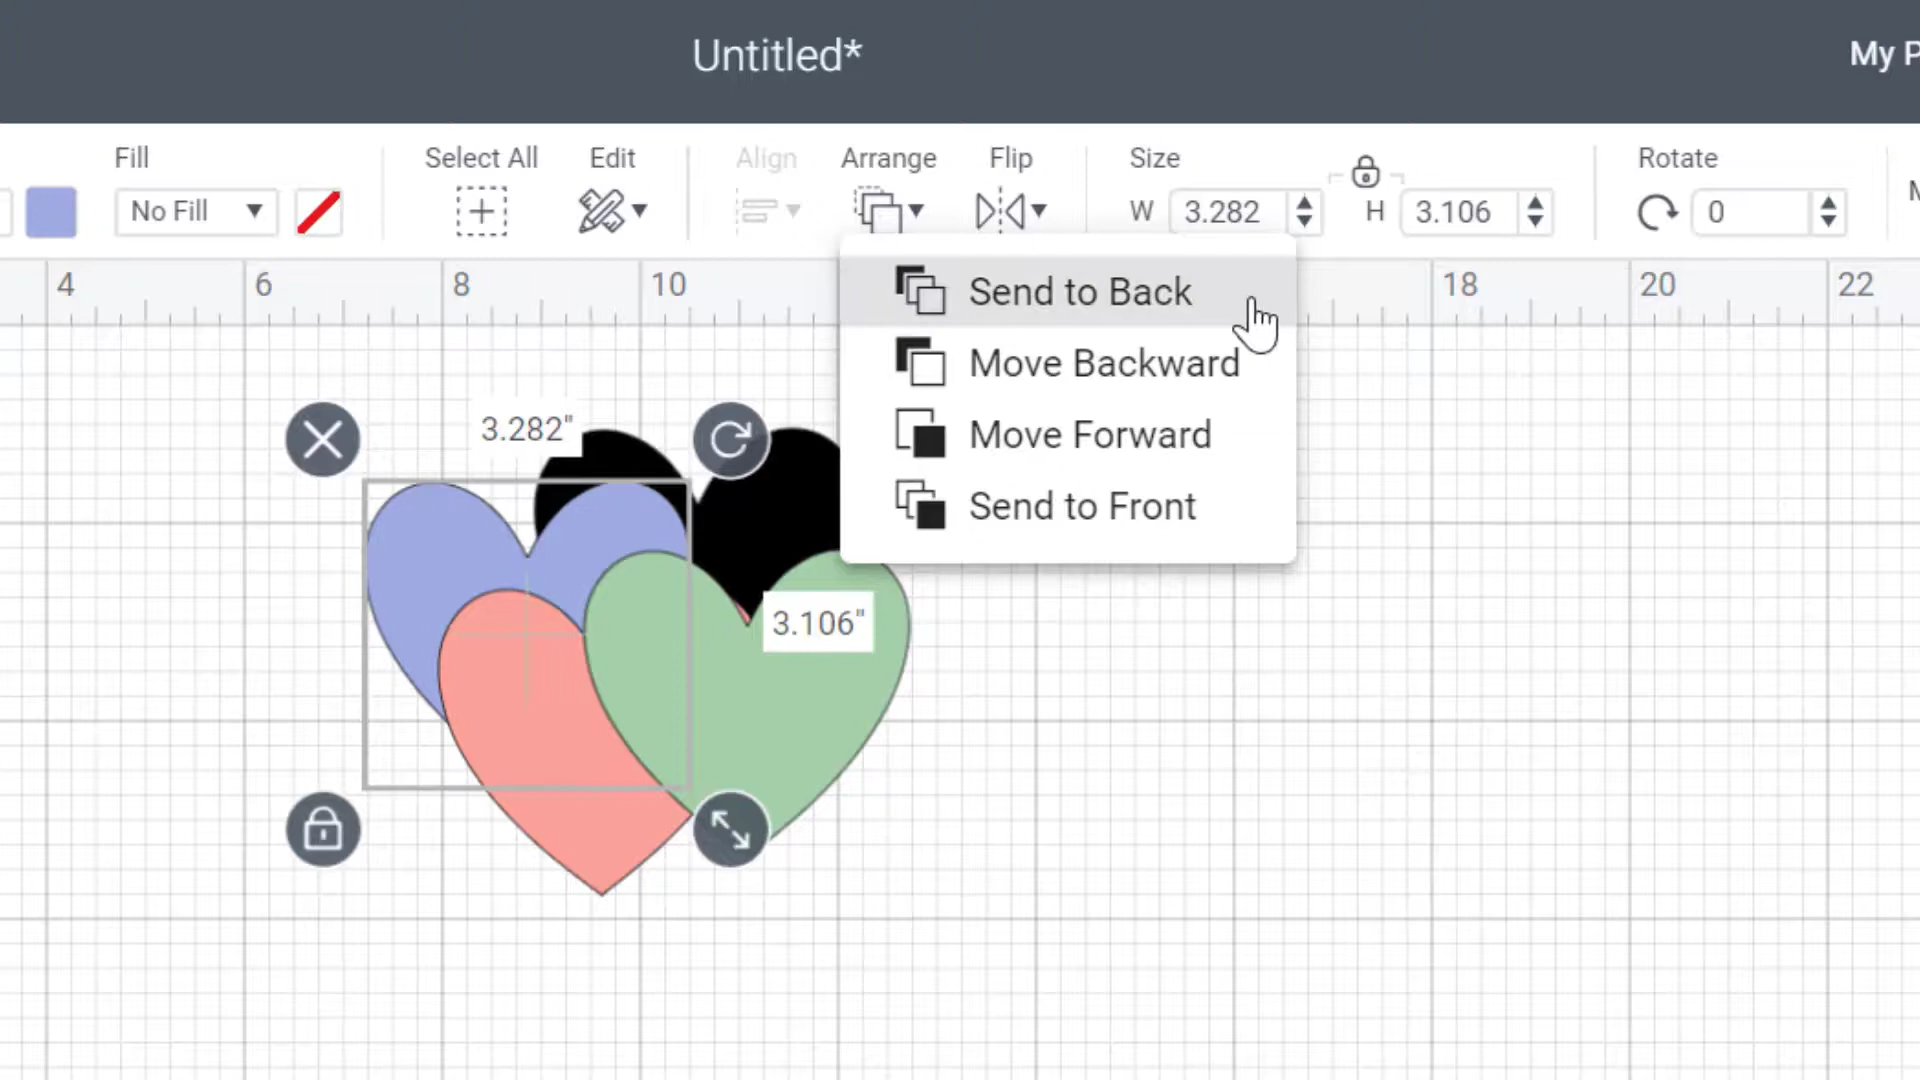 Untitled*
My P
Fill
Select All
Edit
Align
Arrange
Flip
Size
Rotate
No Fill
W
3.282
H
3.106
0
4
6
8
10
18
20
22
Send to Back
Move Backward
Move Forward
Send to Front
3.282"
3.106"